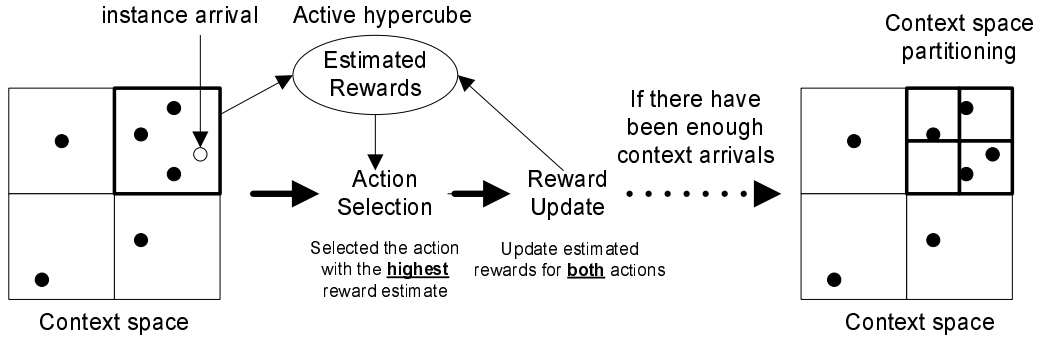 instance arrival
Active hypercube
Estimated
Rewards
Context space
partitioning
If there have
been enough
context arrivals
Action
Selection
Reward
Update
Selected the action
with the highest
reward estimate
Update estimated
rewards for both actions
Context space
Context space